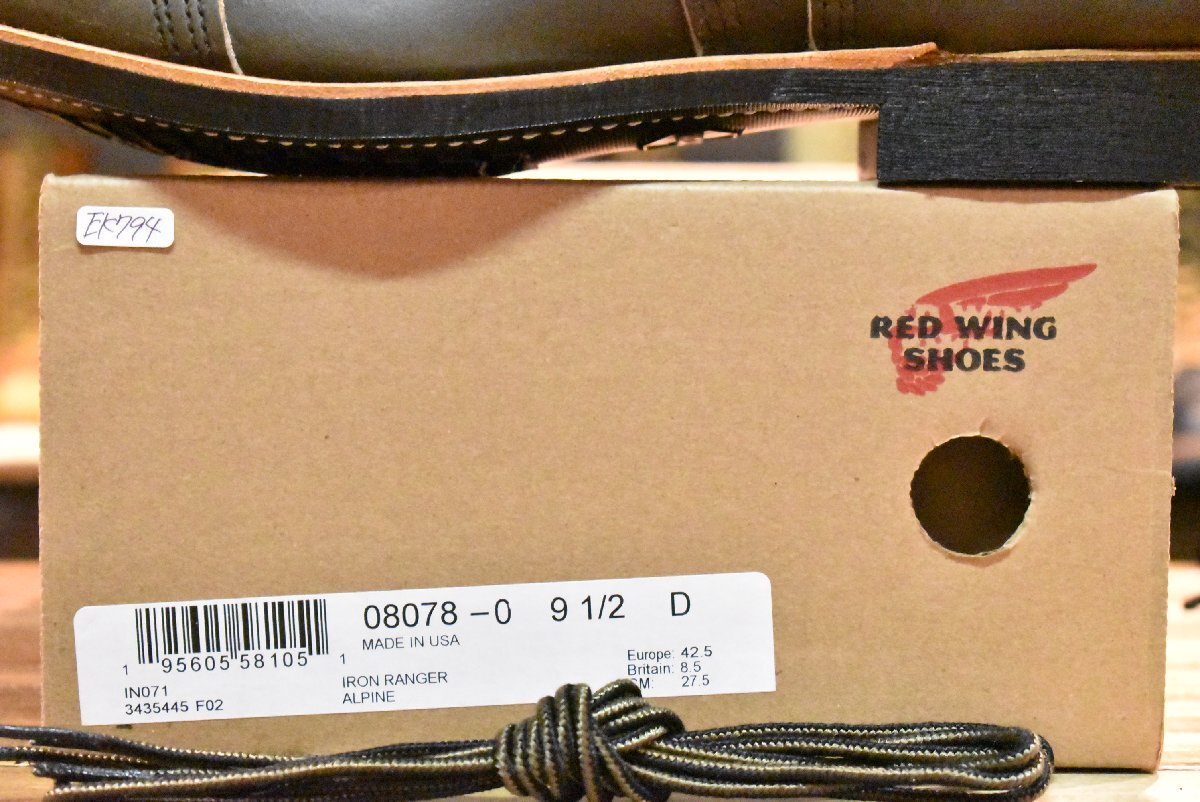 EK794
RED WING
SHOES
08078 -0 9 1/2 D
MADE IN USA
1 95605 58105 1
IN071
3435445 F02
IRON RANGER
ALPINE
Europe: 42.5
Britain: 8.5
CM: 27.5